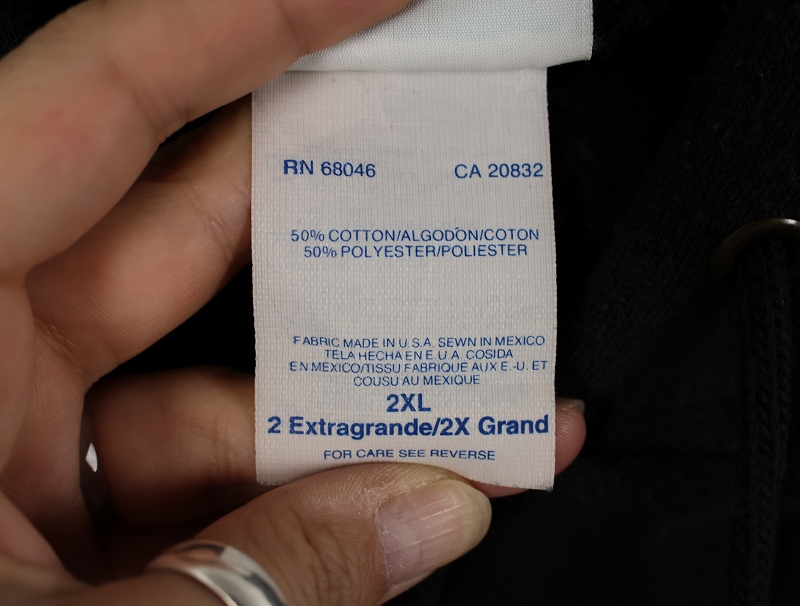 RN 68046 CA 20832
50% COTTON/ALGODÓN/COTON
50% POLYESTER/POLIESTER
FABRIC MADE IN U.S.A. SEWN IN MEXICO
TELA HECHA EN E.U.A. COSIDA
EN MEXICO/TISSU FABRIQUE AUX E.-U. ET
COUSU AU MEXIQUE
2XL
2 Extragrande/2X Grand
FOR CARE SEE REVERSE